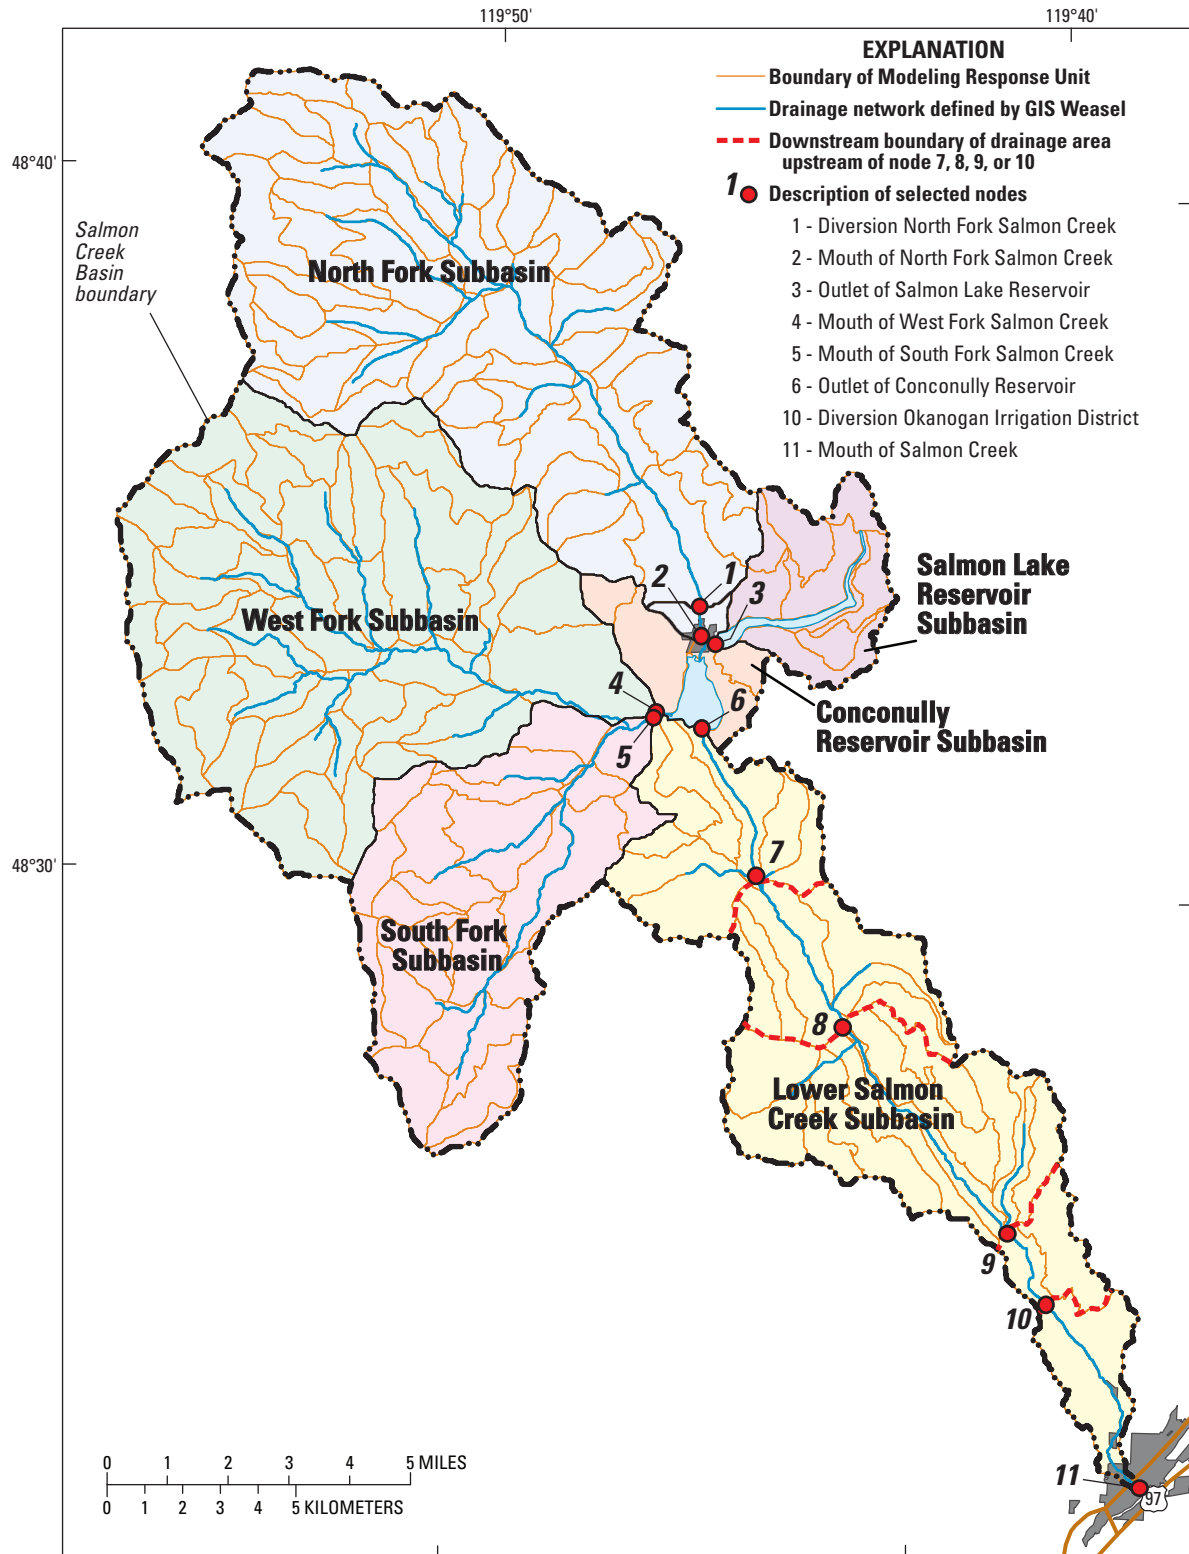 119°50'
119°40'
48°40'
48°30'
EXPLANATION
Boundary of Modeling Response Unit
Drainage network defined by GIS Weasel
Downstream boundary of drainage area
upstream of node 7, 8, 9, or 10
1
Description of selected nodes
1 - Diversion North Fork Salmon Creek
2 - Mouth of North Fork Salmon Creek
3 - Outlet of Salmon Lake Reservoir
4 - Mouth of West Fork Salmon Creek
5 - Mouth of South Fork Salmon Creek
6 - Outlet of Conconully Reservoir
10 - Diversion Okanogan Irrigation District
11 - Mouth of Salmon Creek
Salmon
Creek
Basin
boundary
North Fork Subbasin
Salmon Lake
Reservoir
Subbasin
West Fork Subbasin
2
1
3
4
5
6
Conconully
Reservoir Subbasin
7
South Fork
Subbasin
8
Lower Salmon
Creek Subbasin
9
10
11
97
0 1 2 3 4 5 MILES
0 1 2 3 4 5 KILOMETERS